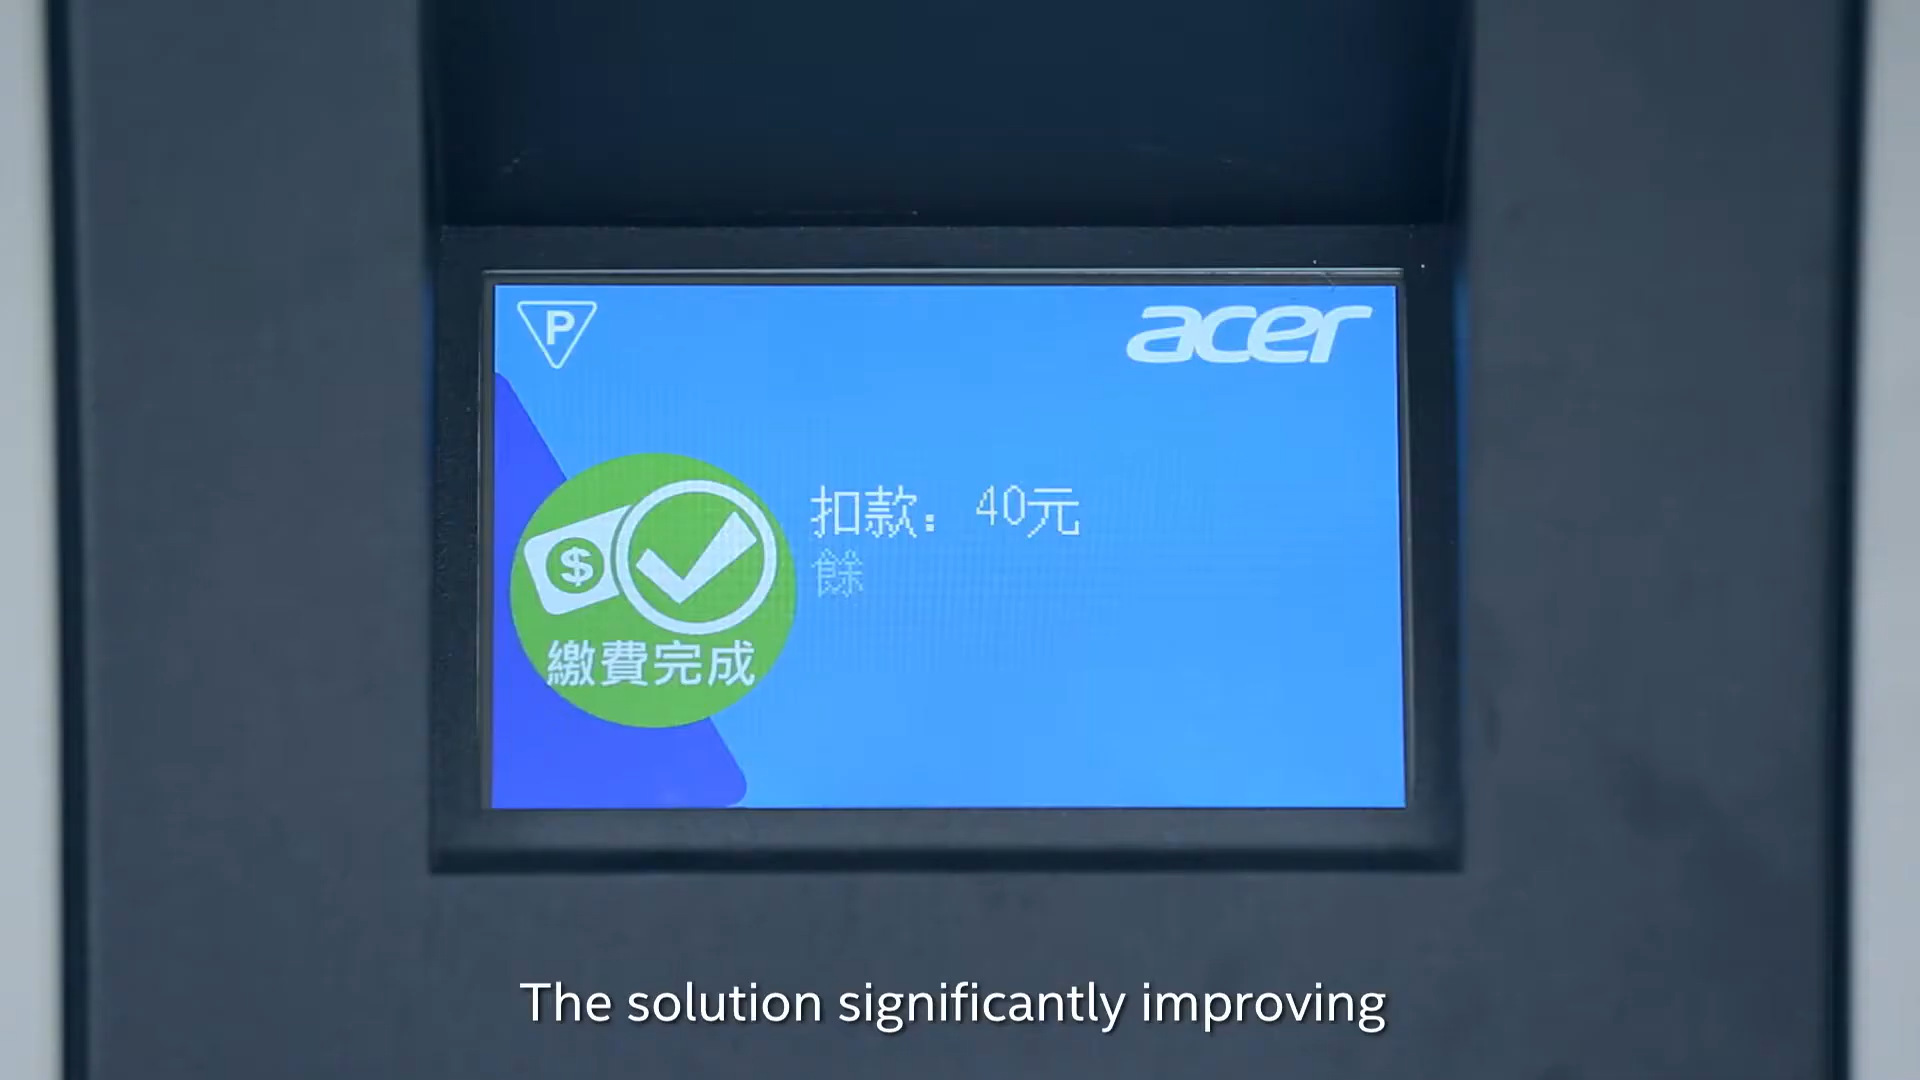 P
acer
扣款： 40元
餘
$
繳費完成
The solution significantly improving